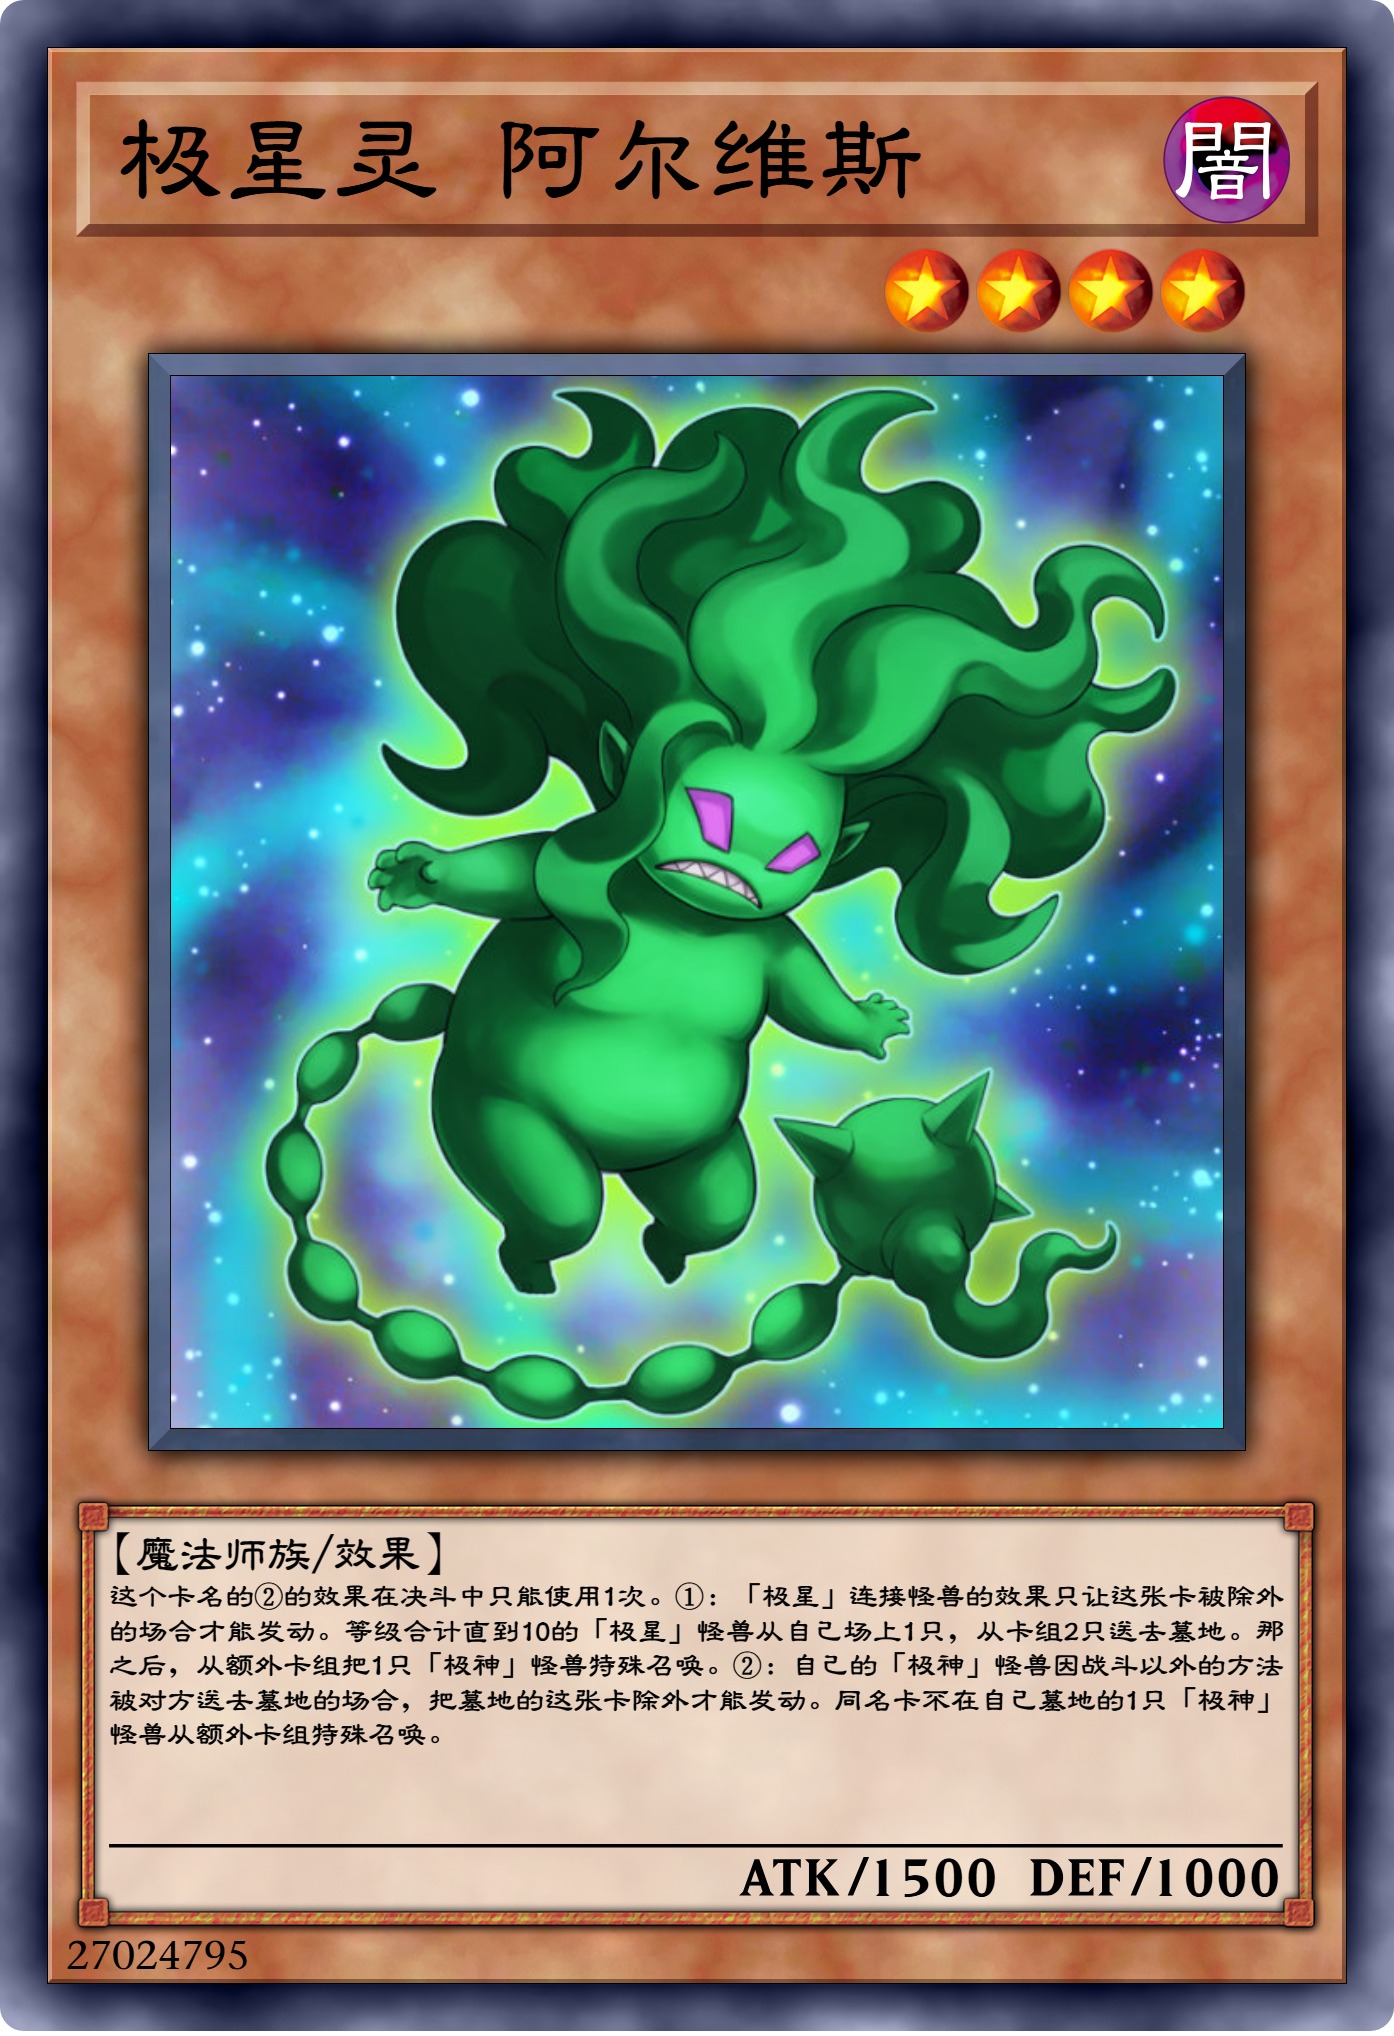 极星灵 阿尔维斯
闇
【魔法师族/效果】
这个卡名的②的效果在决斗中只能使用1次。①：「极星」连接怪兽的效果只让这张卡被除外
的场合才能发动。等级合计直到10的「极星」怪兽从自己场上1只，从卡组2只送去墓地。那
之后，从额外卡组把1只「极神」怪兽特殊召唤。②：自己的「极神」怪兽因战斗以外的方法
被对方送去墓地的场合，把墓地的这张卡除外才能发动。同名卡不在自己墓地的1只「极神」
怪兽从额外卡组特殊召唤。
ATK/1500 DEF/1000
27024795